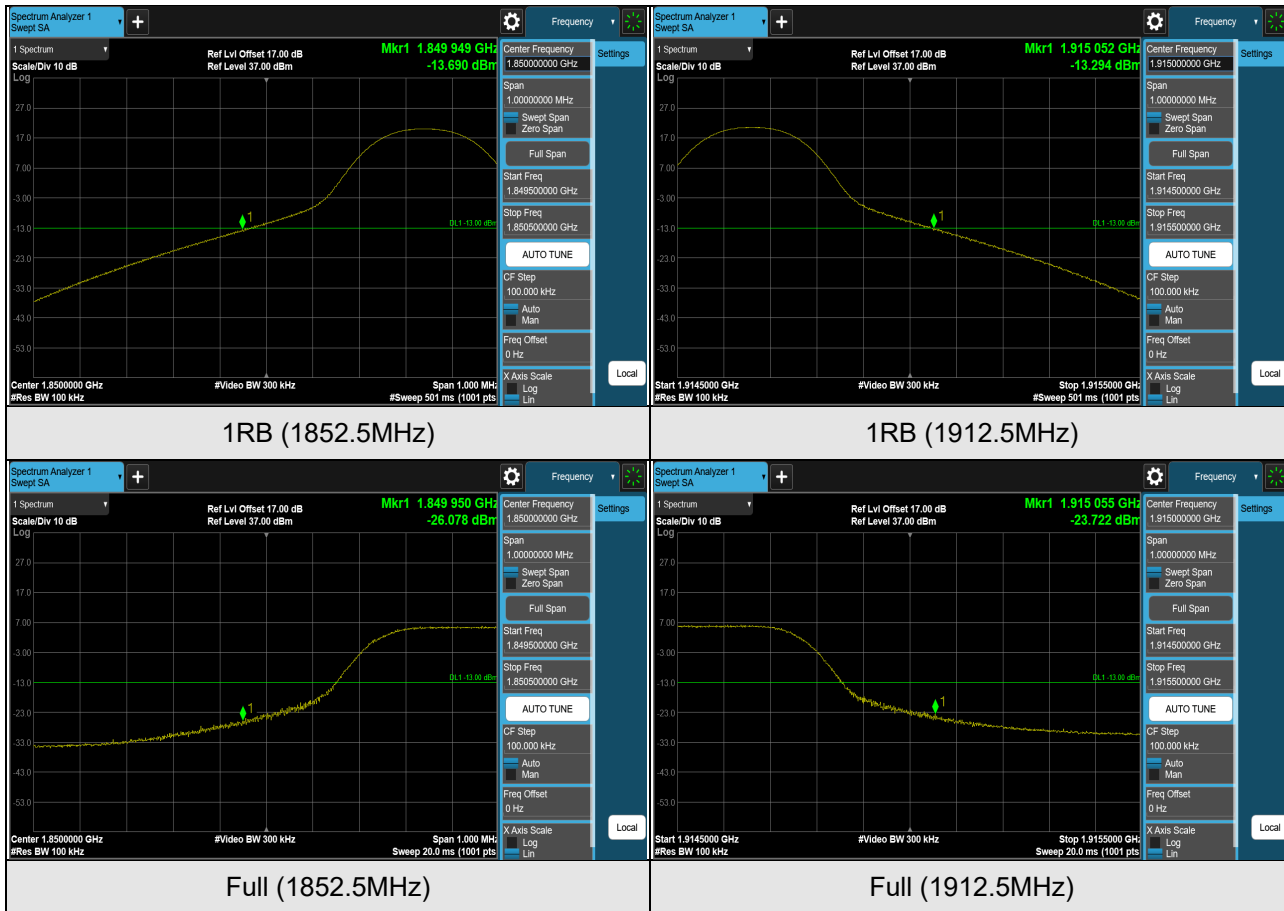 Spectrum Analyzer 1
Swept SA
+
Frequency
1 Spectrum
Scale/Div 10 dB
Log
Ref Lvl Offset 17.00 dB
Ref Level 37.00 dBm
Mkr1 1.849 949 GHz
-13.690 dBm
27.0
17.0
7.00
-3.00
-13.0
-23.0
-33.0
-43.0
-53.0
1
DL1 -13.00 dBm
Center 1.8500000 GHz
#Res BW 100 kHz
#Video BW 300 kHz
Span 1.000 MHz
#Sweep 501 ms (1001 pts
Center Frequency
1.850000000 GHz
Span
1.00000000 MHz
Swept Span
Zero Span
Full Span
Start Freq
1.849500000 GHz
Stop Freq
1.850500000 GHz
AUTO TUNE
CF Step
100.000 kHz
Auto
Man
Freq Offset
0 Hz
X Axis Scale
Log
Lin
Settings
Local
Spectrum Analyzer 1
Swept SA
+
Frequency
1 Spectrum
Scale/Div 10 dB
Log
Ref Lvl Offset 17.00 dB
Ref Level 37.00 dBm
Mkr1 1.915 052 GHz
-13.294 dBm
27.0
17.0
7.00
-3.00
-13.0
-23.0
-33.0
-43.0
-53.0
1
DL1 -13.00 dBm
Start 1.9145000 GHz
#Res BW 100 kHz
#Video BW 300 kHz
Stop 1.9155000 GHz
#Sweep 501 ms (1001 pts
Center Frequency
1.915000000 GHz
Span
1.00000000 MHz
Swept Span
Zero Span
Full Span
Start Freq
1.914500000 GHz
Stop Freq
1.915500000 GHz
AUTO TUNE
CF Step
100.000 kHz
Auto
Man
Freq Offset
0 Hz
X Axis Scale
Log
Lin
Settings
Local
1RB (1852.5MHz)
1RB (1912.5MHz)
Spectrum Analyzer 1
Swept SA
+
Frequency
1 Spectrum
Scale/Div 10 dB
Log
Ref Lvl Offset 17.00 dB
Ref Level 37.00 dBm
Mkr1 1.849 950 GHz
-26.078 dBm
27.0
17.0
7.00
-3.00
-13.0
-23.0
-33.0
-43.0
-53.0
1
DL1 -13.00 dBm
Center 1.8500000 GHz
#Res BW 100 kHz
#Video BW 300 kHz
Span 1.000 MHz
Sweep 20.0 ms (1001 pts
Center Frequency
1.850000000 GHz
Span
1.00000000 MHz
Swept Span
Zero Span
Full Span
Start Freq
1.849500000 GHz
Stop Freq
1.850500000 GHz
AUTO TUNE
CF Step
100.000 kHz
Auto
Man
Freq Offset
0 Hz
X Axis Scale
Log
Lin
Settings
Local
Spectrum Analyzer 1
Swept SA
+
Frequency
1 Spectrum
Scale/Div 10 dB
Log
Ref Lvl Offset 17.00 dB
Ref Level 37.00 dBm
Mkr1 1.915 055 GHz
-23.722 dBm
27.0
17.0
7.00
-3.00
-13.0
-23.0
-33.0
-43.0
-53.0
1
DL1 -13.00 dBm
Start 1.9145000 GHz
#Res BW 100 kHz
#Video BW 300 kHz
Stop 1.9155000 GHz
Sweep 20.0 ms (1001 pts
Center Frequency
1.915000000 GHz
Span
1.00000000 MHz
Swept Span
Zero Span
Full Span
Start Freq
1.914500000 GHz
Stop Freq
1.915500000 GHz
AUTO TUNE
CF Step
100.000 kHz
Auto
Man
Freq Offset
0 Hz
X Axis Scale
Log
Lin
Settings
Local
Full (1852.5MHz)
Full (1912.5MHz)